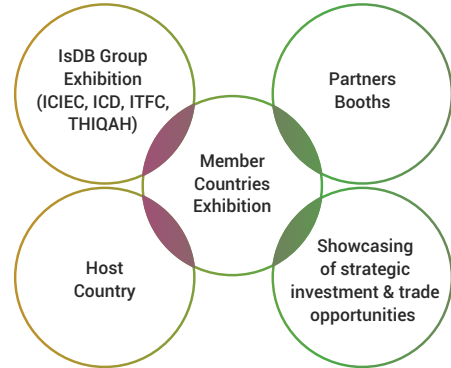 IsDB Group
Exhibition
(ICIEC, ICD, ITFC,
THIQAH)
Partners
Booths
Member
Countries
Exhibition
Host
Country
Showcasing
of strategic
investment & trade
opportunities